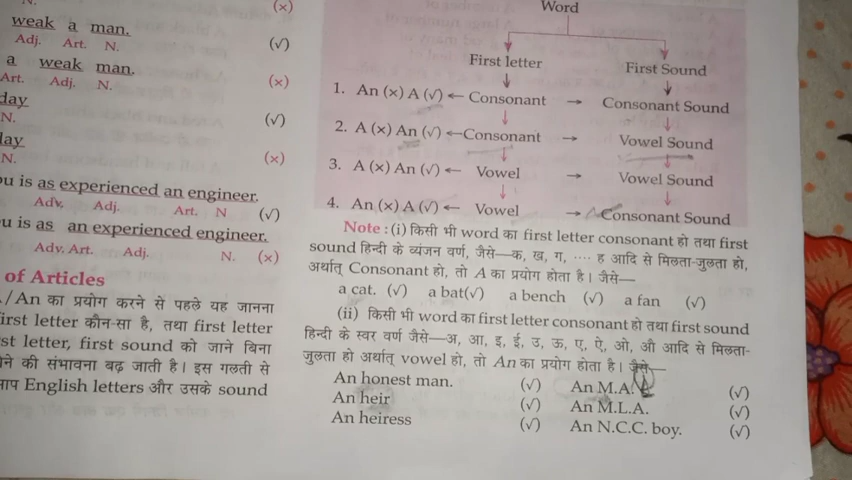 (×)
weak a man.
Adj. Art. N. (√)
a weak man.
Art. Adj. N. (×)
day
N. (√)
day
N. (×)
ou is as experienced an engineer.
Adv. Adj. Art. N (√)
u is as an experienced engineer.
Adv. Art. Adj. N. (×)
of Articles
/An का प्रयोग करने से पहले यह जानना
first letter कौन-सा है, तथा first letter
st letter, first sound को जाने बिना
ने की संभावना बढ़ जाती है। इस गलती से
आप English letters और उसके sound
Word
First letter First Sound
1. An (×) A (√) ← Consonant → Consonant Sound
2. A (×) An (√) ← Consonant → Vowel Sound
3. A (×) An (√) ← Vowel → Vowel Sound
4. An (×) A (√) ← Vowel → Consonant Sound
Note : (i) किसी भी word का first letter consonant हो तथा first
sound हिन्दी के व्यंजन वर्ण, जैसे—क, ख, ग, .... ह आदि से मिलता-जुलता हो,
अर्थात् Consonant हो, तो A का प्रयोग होता है। जैसे—
a cat. (√) a bat(√) a bench (√) a fan (√)
(ii) किसी भी word का first letter consonant हो तथा first sound
हिन्दी के स्वर वर्ण जैसे—अ, आ, इ, ई, उ, ऊ, ए, ऐ, ओ, औ आदि से मिलता-
जुलता हो अर्थात् vowel हो, तो An का प्रयोग होता है। जैसे—
An honest man. (√) An M.A. (√)
An heir (√) An M.L.A. (√)
An heiress (√) An N.C.C. boy. (√)